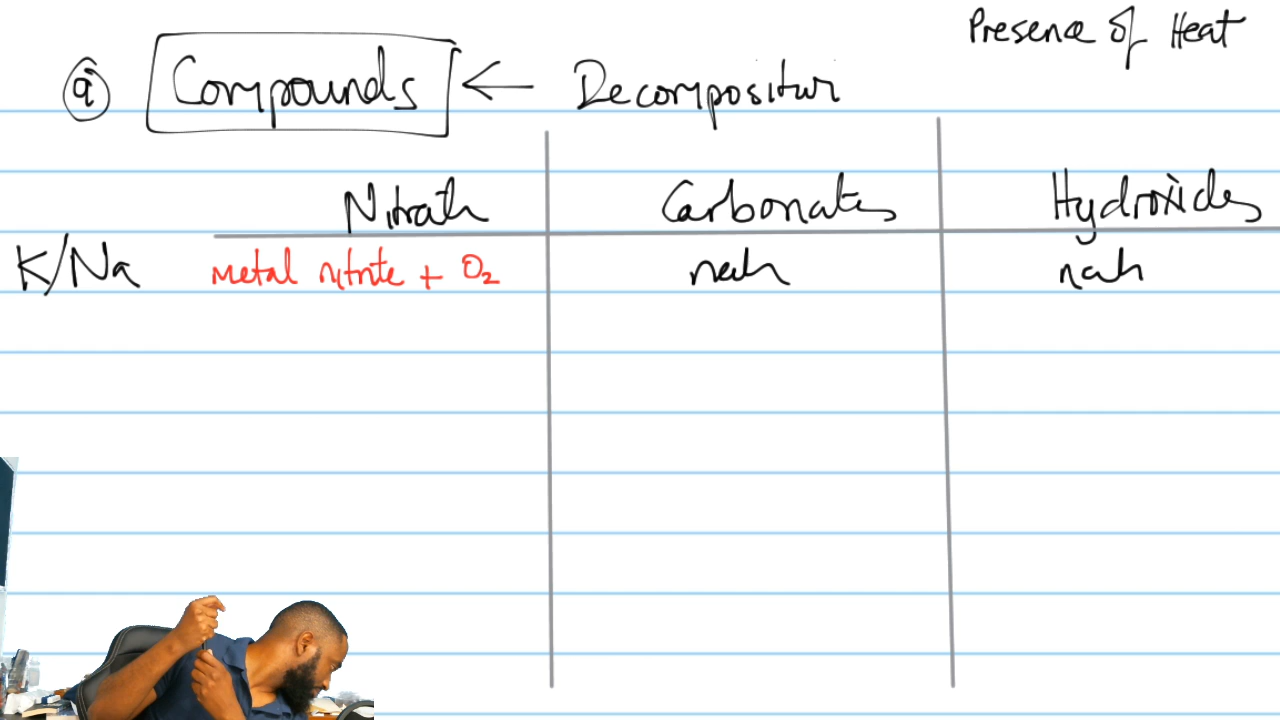 Presence of Heat
a Compounds ← Decomposition
Nitrate Carbonates Hydroxides
K/Na metal nitrite + O₂ nah nah